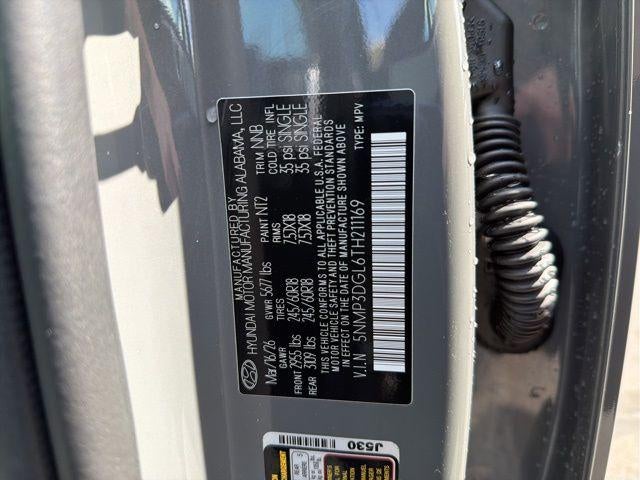 MANUFACTURED BY
HYUNDAI MOTOR MANUFACTURING ALABAMA, LLC
Mar/16/26 PAINT NT2 TRIM NNB
GVWR 5677 lbs
GAWR TIRES RIMS COLD TIRE INFL
FRONT 2955 lbs 245/60R18 7.5JX18 35 psi SINGLE
REAR 3109 lbs 245/60R18 7.5JX18 35 psi SINGLE
THIS VEHICLE CONFORMS TO ALL APPLICABLE U.S.A. FEDERAL
MOTOR VEHICLE SAFETY AND THEFT PREVENTION STANDARDS
IN EFFECT ON THE DATE OF MANUFACTURE SHOWN ABOVE
V.I.N 5NMP3DGL6TH211169 TYPE: MPV
J530
REAR